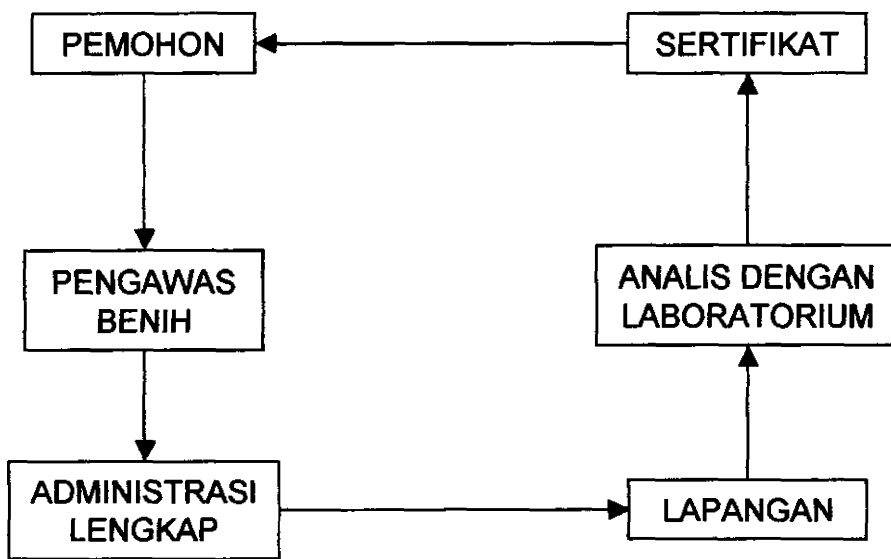 PEMOHON
SERTIFIKAT
PENGAWAS
BENIH
ANALIS DENGAN
LABORATORIUM
ADMINISTRASI
LENGKAP
LAPANGAN